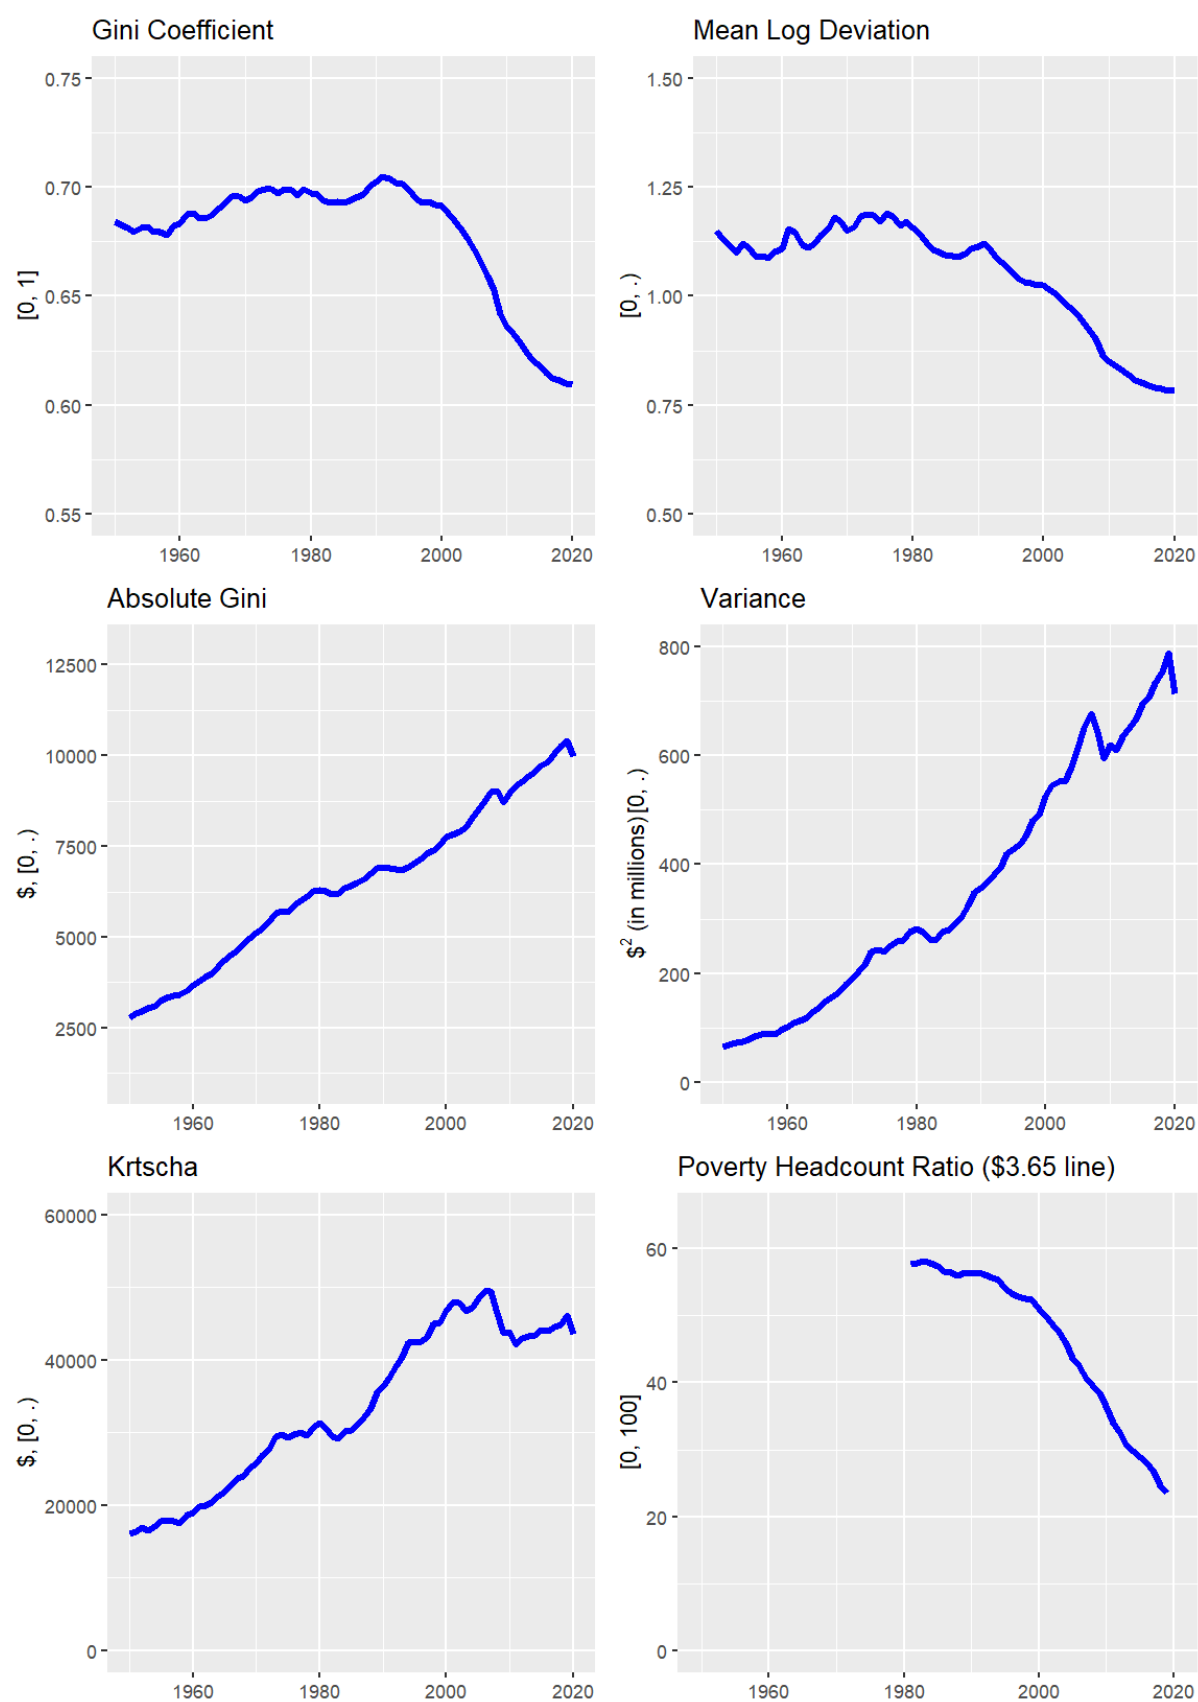 Gini Coefficient
[0, 1]
0.75
0.70
0.65
0.60
0.55
1960 1980 2000 2020
Mean Log Deviation
[0, .)
1.50
1.25
1.00
0.75
0.50
1960 1980 2000 2020
Absolute Gini
$, [0, .)
12500
10000
7500
5000
2500
1960 1980 2000 2020
Variance
$² (in millions) [0, .)
800
600
400
200
0
1960 1980 2000 2020
Krtscha
$, [0, .)
60000
40000
20000
0
1960 1980 2000 2020
Poverty Headcount Ratio ($3.65 line)
[0, 100]
60
40
20
0
1960 1980 2000 2020